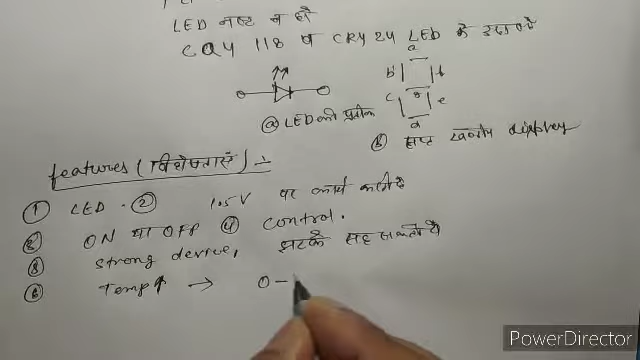 LED नष्ट न हो
CQY 118 व CRY 24 LED के उदाहरण
a
b f
g
c e
d
(a) LED का प्रतीक
(b) सप्त खण्डीय display
features (विशेषताएँ) :-
(1) LED. (2) 1.5V पर कार्य करती है
(3) ON या OFF (4) control.
(5) strong device, झटके सह सकती है
(6) Temp → 0 -
PowerDirector